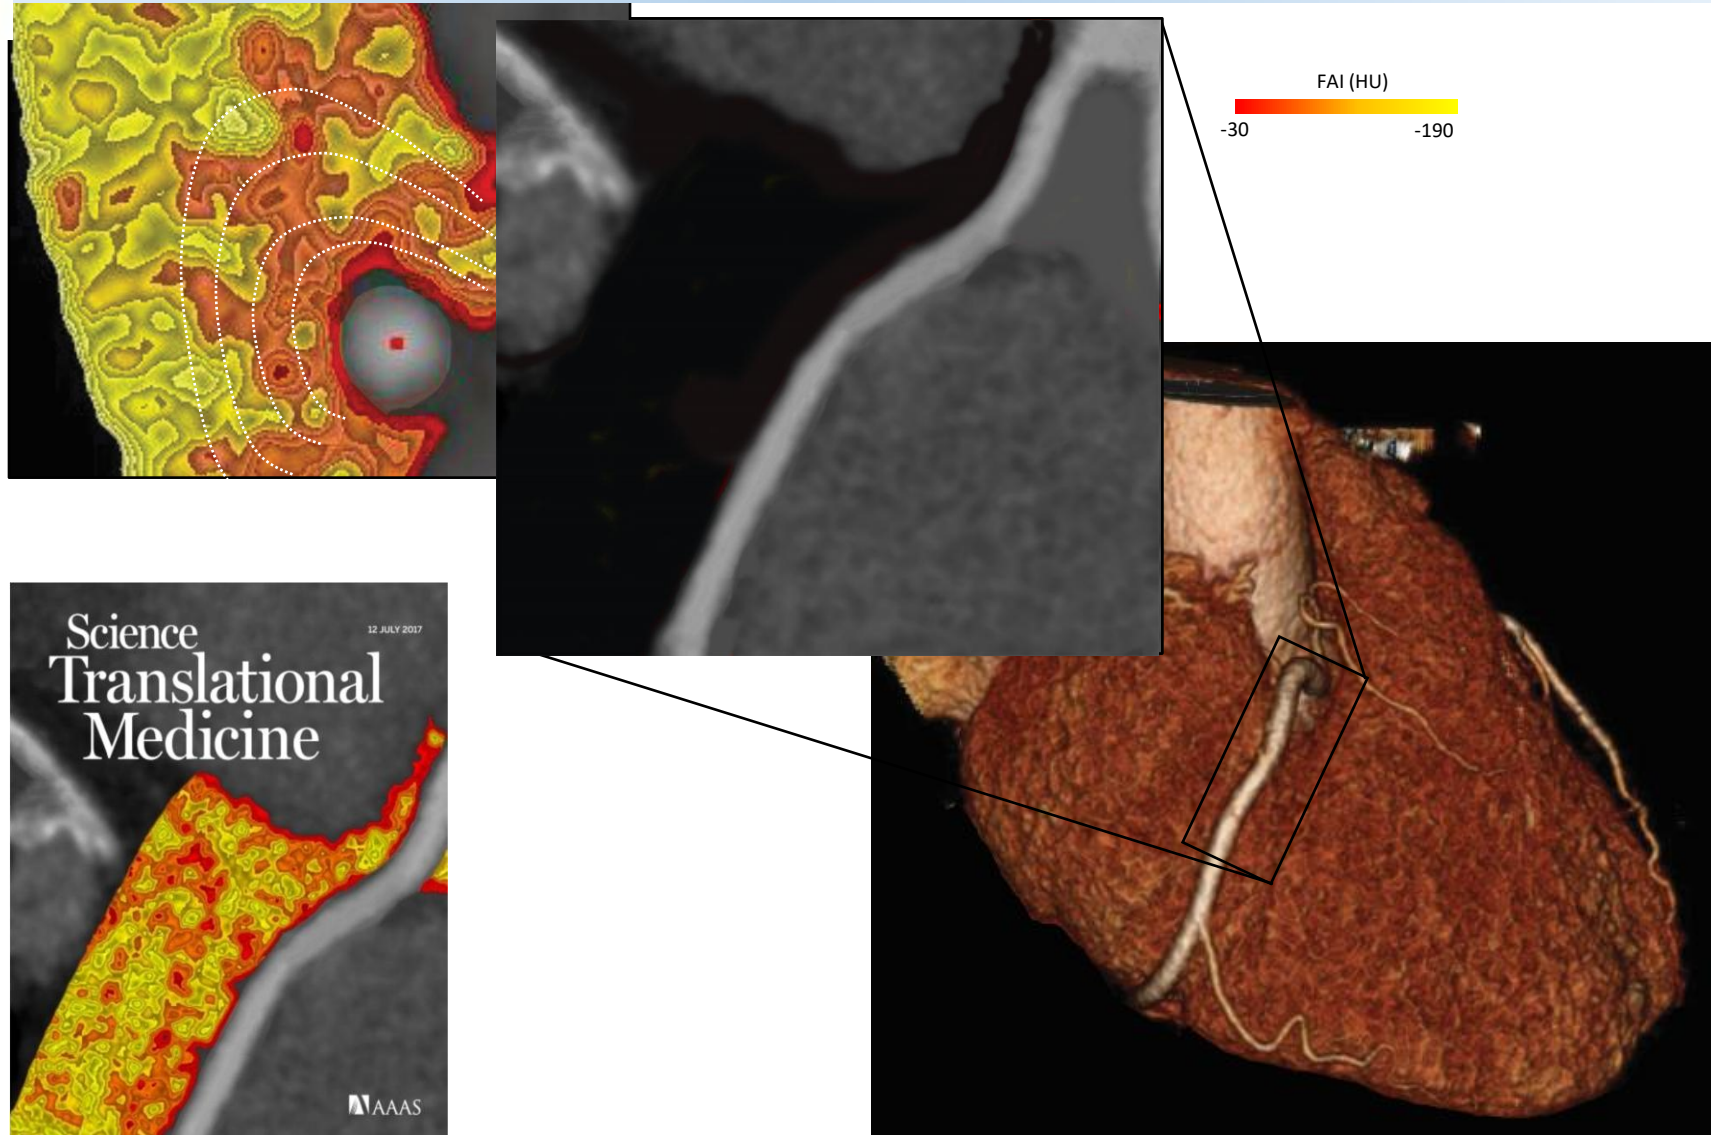 FAI (HU)
-30
-190
Science
12 JULY 2017
Translational
Medicine
AAAS